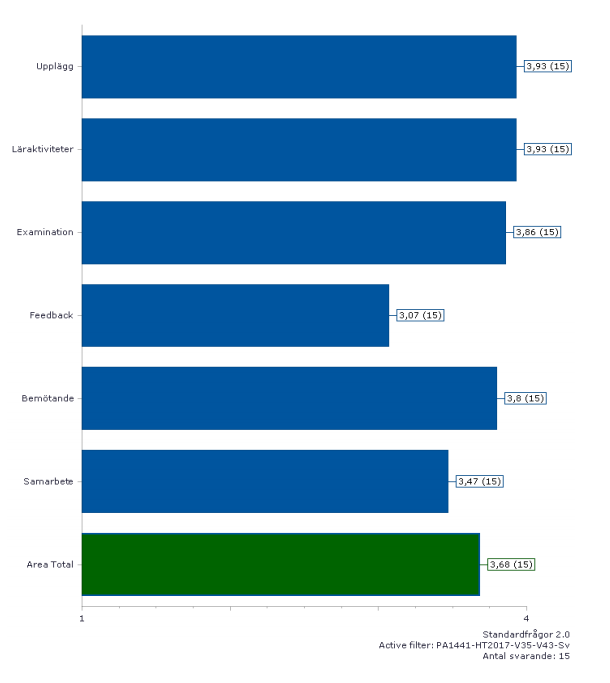 Upplägg 3,93 (15)
Läraktiviteter 3,93 (15)
Examination 3,86 (15)
Feedback 3,07 (15)
Bemötande 3,8 (15)
Samarbete 3,47 (15)
Area Total 3,68 (15)
1 4
Standardfrågor 2.0
Active filter: PA1441-HT2017-V35-V43-Sv
Antal svarande: 15